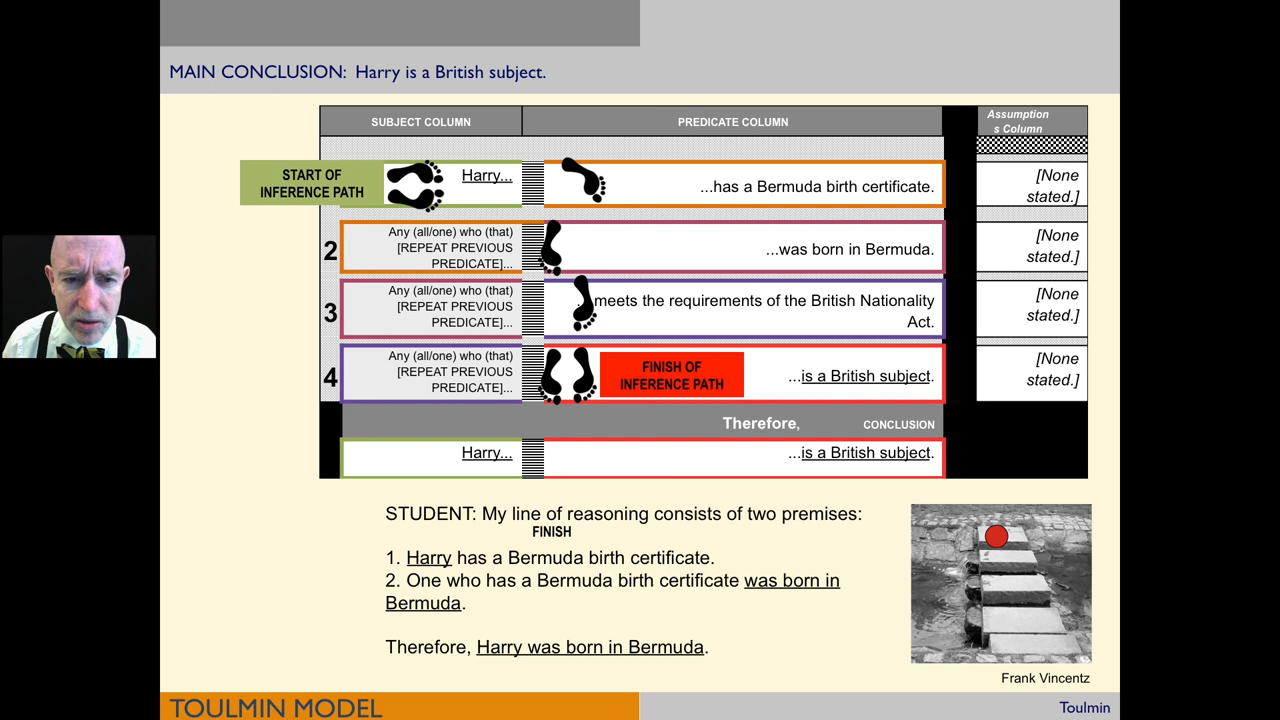 MAIN CONCLUSION: Harry is a British subject.
SUBJECT COLUMN
PREDICATE COLUMN
Assumption
s Column
START OF
INFERENCE PATH
Harry...
...has a Bermuda birth certificate.
[None
stated.]
2
Any (all/one) who (that)
[REPEAT PREVIOUS
PREDICATE]...
...was born in Bermuda.
[None
stated.]
3
Any (all/one) who (that)
[REPEAT PREVIOUS
PREDICATE]...
meets the requirements of the British Nationality
Act.
[None
stated.]
4
Any (all/one) who (that)
[REPEAT PREVIOUS
PREDICATE]...
FINISH OF
INFERENCE PATH
...is a British subject.
[None
stated.]
Therefore,
CONCLUSION
Harry...
...is a British subject.
STUDENT: My line of reasoning consists of two premises:
FINISH
1. Harry has a Bermuda birth certificate.
2. One who has a Bermuda birth certificate was born in
Bermuda.
Therefore, Harry was born in Bermuda.
Frank Vincentz
TOULMIN MODEL
Toulmin